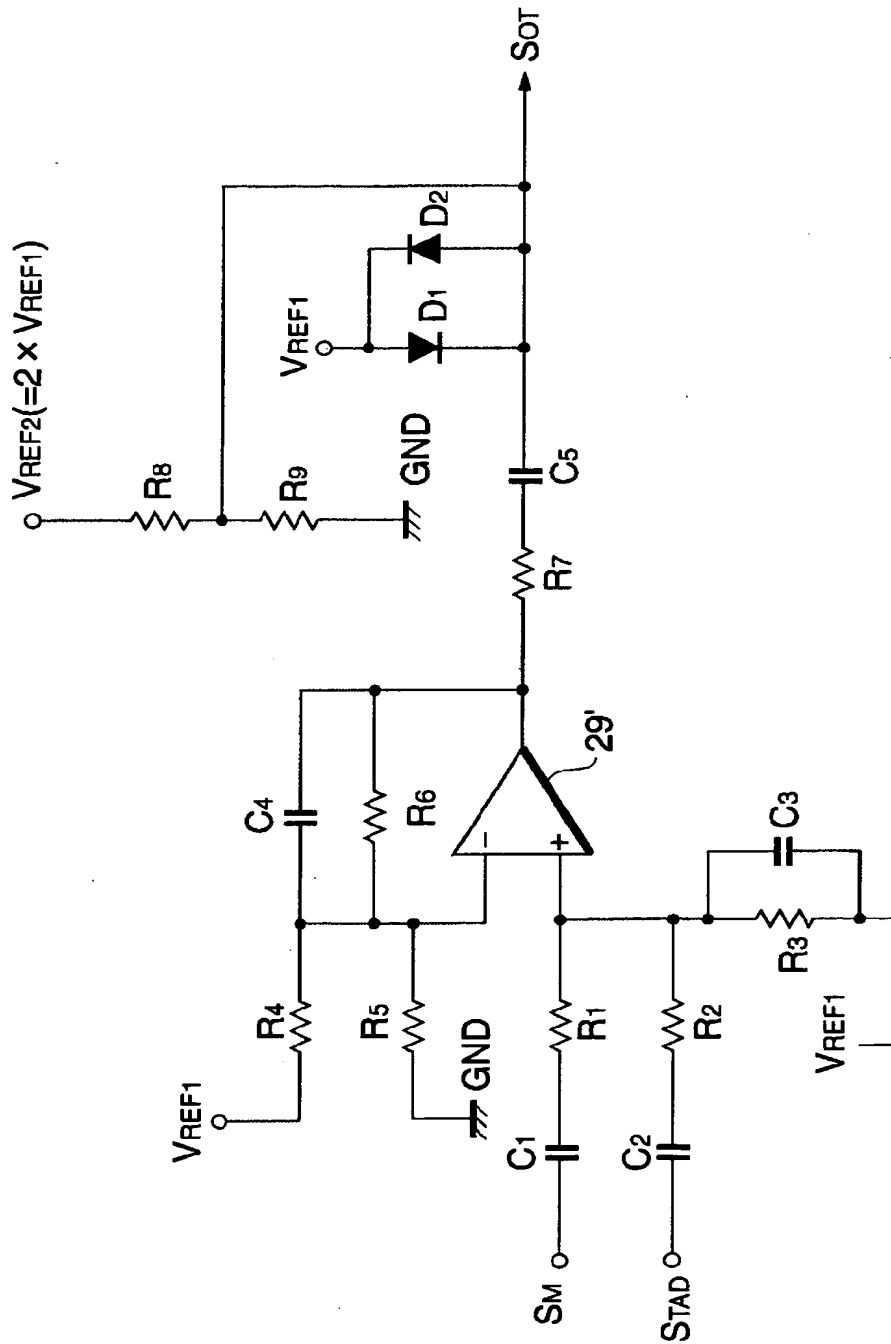 VREF2(=2 × VREF1)
R8
R9
GND
VREF1
D1
D2
SOT
C5
R7
C4
R6
29'
-
+
VREF1
R4
R5
GND
SM
C1
R1
STAD
C2
R2
C3
R3
VREF1